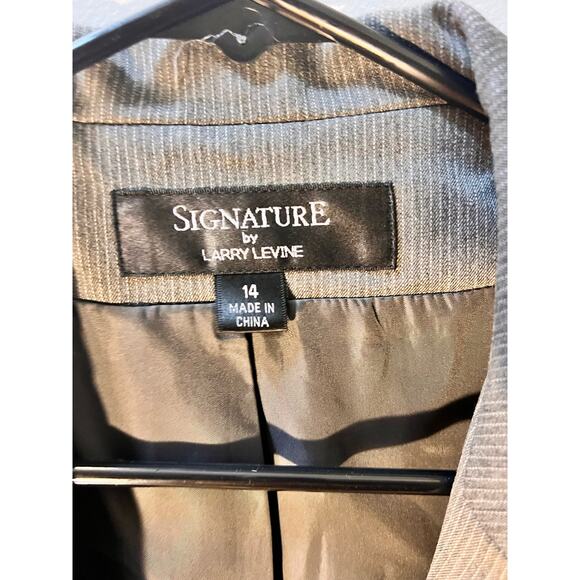 SIGNATURE
by
LARRY LEVINE
14
MADE IN
CHINA